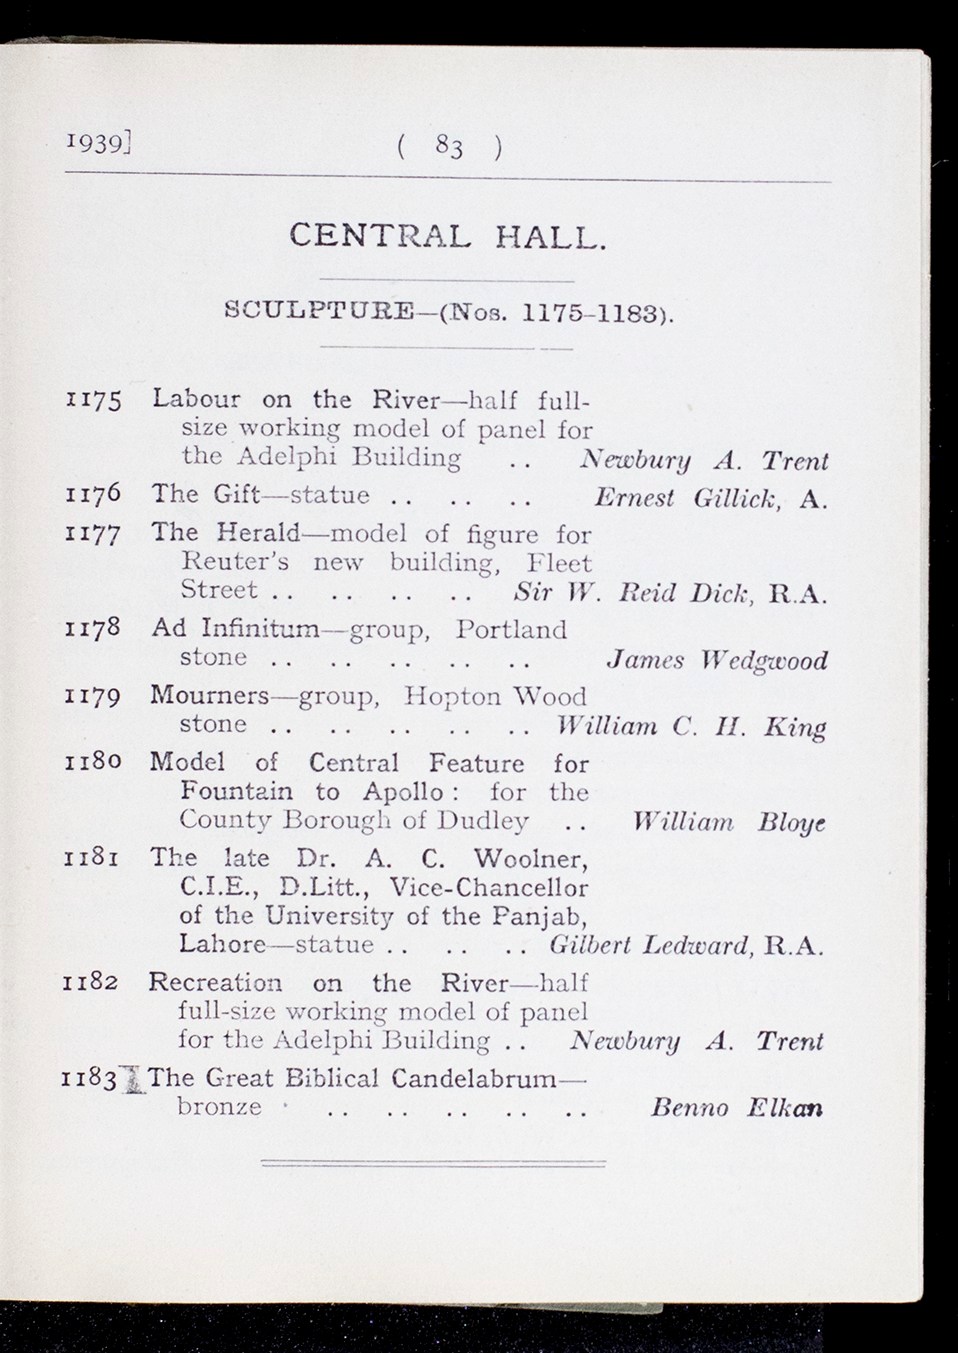 1939] ( 83 )
CENTRAL HALL.
SCULPTURE—(Nos. 1175-1183).
1175 Labour on the River—half full-
size working model of panel for
the Adelphi Building .. Newbury A. Trent
1176 The Gift—statue .. .. .. Ernest Gillick, A.
1177 The Herald—model of figure for
Reuter's new building, Fleet
Street .. .. .. .. Sir W. Reid Dick, R.A.
1178 Ad Infinitum—group, Portland
stone .. .. .. .. .. James Wedgwood
1179 Mourners—group, Hopton Wood
stone .. .. .. .. .. William C. H. King
1180 Model of Central Feature for
Fountain to Apollo: for the
County Borough of Dudley .. William Bloye
1181 The late Dr. A. C. Woolner,
C.I.E., D.Litt., Vice-Chancellor
of the University of the Panjab,
Lahore—statue .. .. .. Gilbert Ledward, R.A.
1182 Recreation on the River—half
full-size working model of panel
for the Adelphi Building .. Newbury A. Trent
1183 The Great Biblical Candelabrum—
bronze . .. .. .. .. .. Benno Elkan